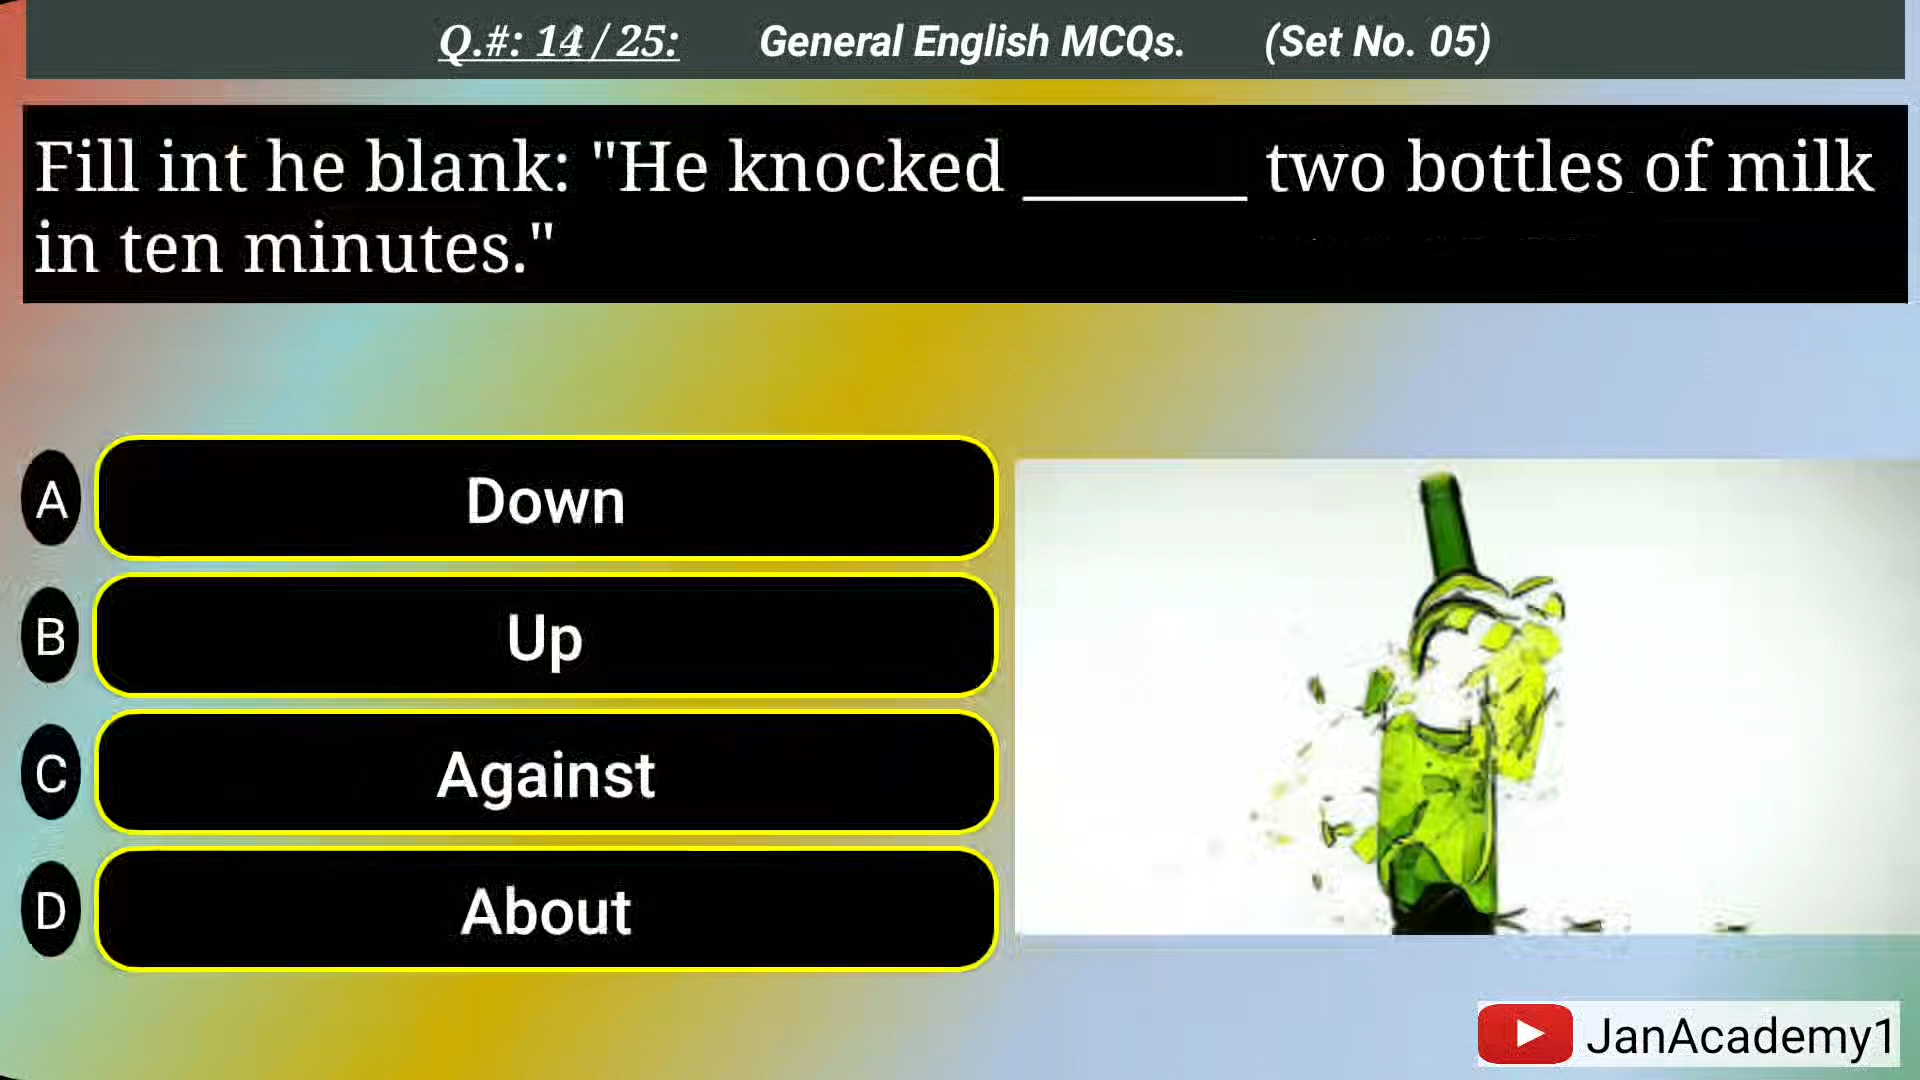 Q.#: 14 / 25: General English MCQs. (Set No. 05)
Fill int he blank: "He knocked ________ two bottles of milk
in ten minutes."
A Down
B Up
C Against
D About
JanAcademy1